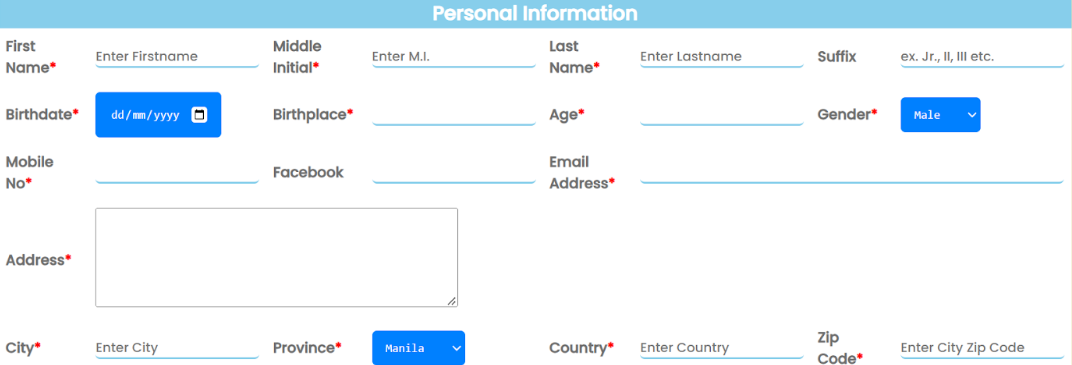 Personal Information
First Name* Enter Firstname Middle Initial* Enter M.I. Last Name* Enter Lastname Suffix ex. Jr., II, III etc.
Birthdate* dd/mm/yyyy Birthplace* Age* Gender* Male
Mobile No* Facebook Email Address*
Address*
City* Enter City Province* Manila Country* Enter Country Zip Code* Enter City Zip Code